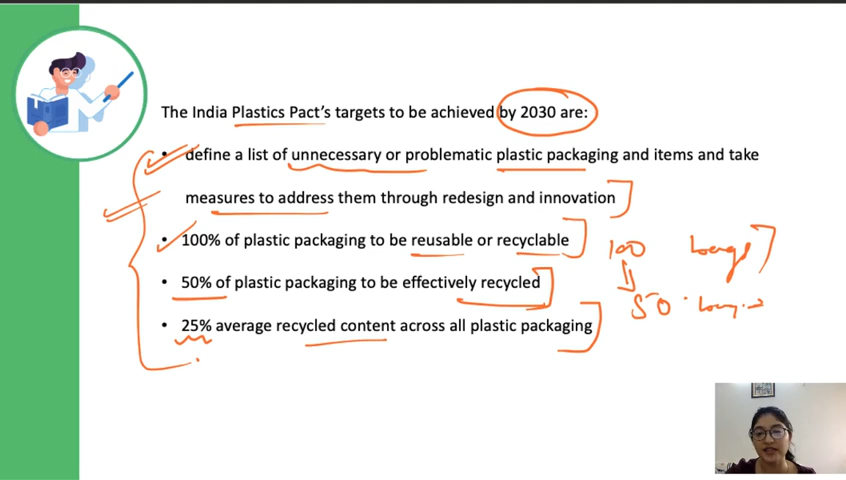 The India Plastics Pact's targets to be achieved by 2030 are:
• define a list of unnecessary or problematic plastic packaging and items and take
measures to address them through redesign and innovation
• 100% of plastic packaging to be reusable or recyclable
• 50% of plastic packaging to be effectively recycled
• 25% average recycled content across all plastic packaging
100
50